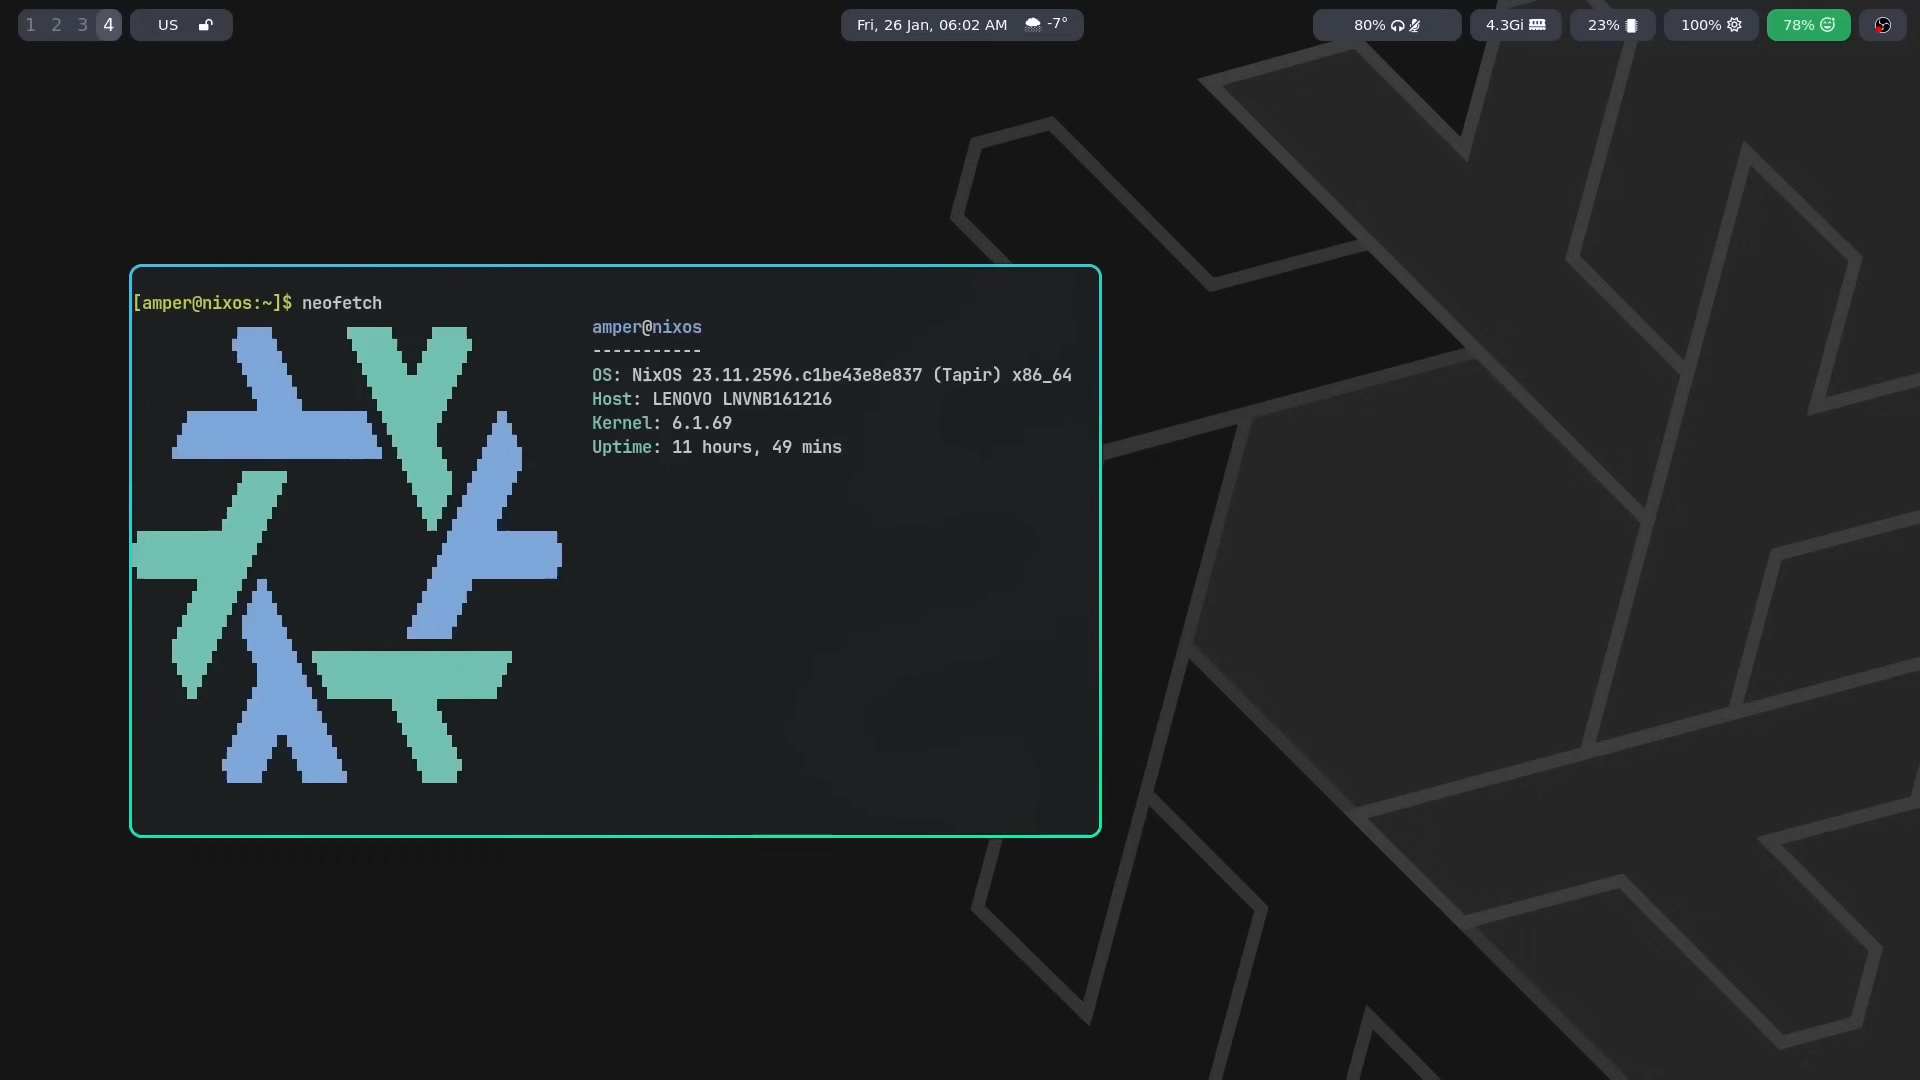 1 2 3 4 US Fri, 26 Jan, 06:02 AM -7° 80% 4.3Gi 23% 100% 78%
[amper@nixos:~]$ neofetch
amper@nixos
-----------
OS: NixOS 23.11.2596.c1be43e8e837 (Tapir) x86_64
Host: LENOVO LNVNB161216
Kernel: 6.1.69
Uptime: 11 hours, 49 mins